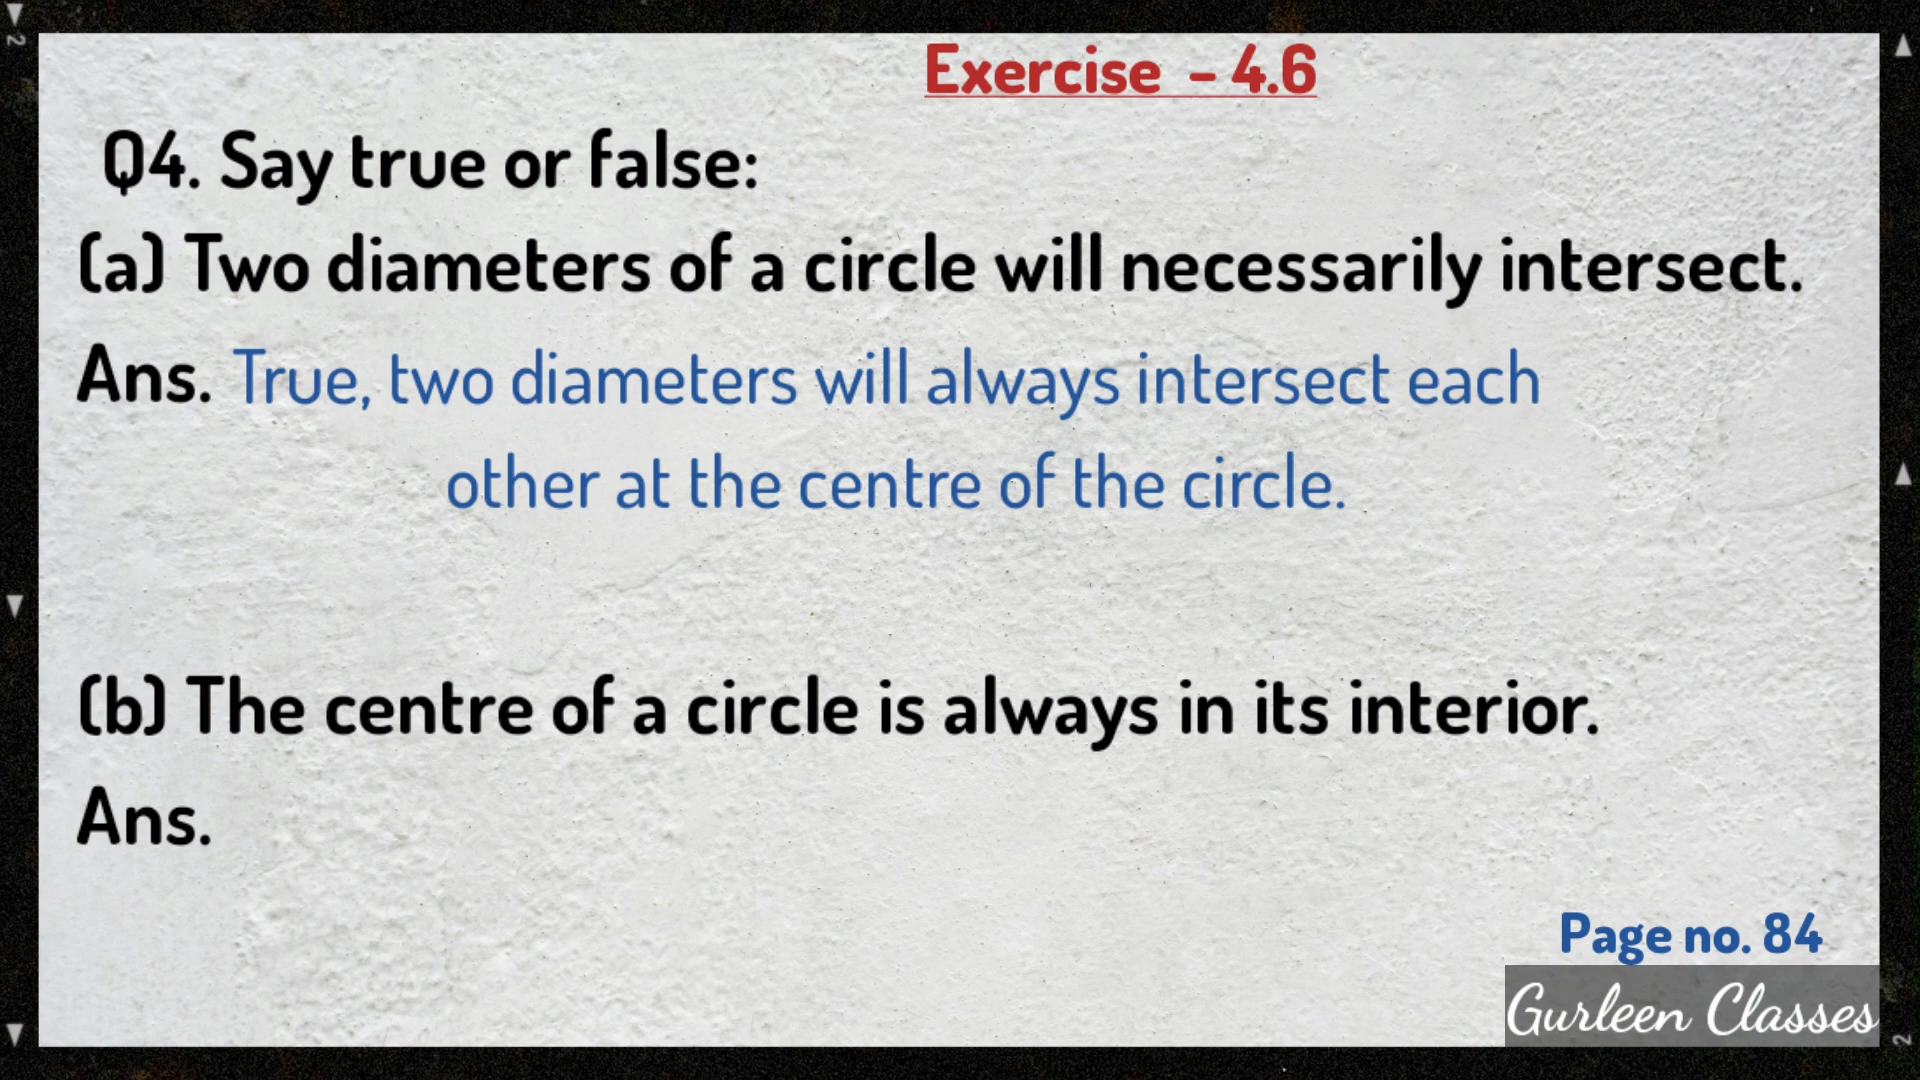 Exercise – 4.6
Q4. Say true or false:
(a) Two diameters of a circle will necessarily intersect.
Ans. True, two diameters will always intersect each
other at the centre of the circle.
(b) The centre of a circle is always in its interior.
Ans.
Page no. 84
Gurleen Classes
2
2